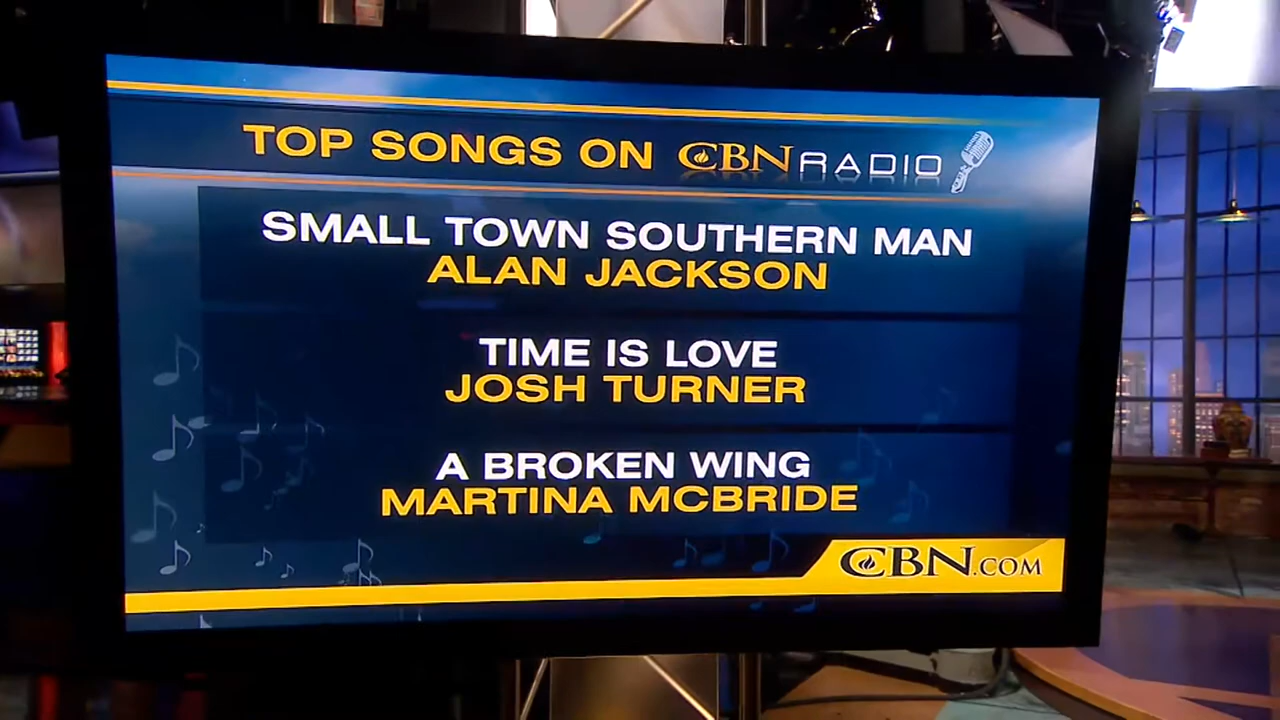 TOP SONGS ON CBN RADIO
SMALL TOWN SOUTHERN MAN
ALAN JACKSON
TIME IS LOVE
JOSH TURNER
A BROKEN WING
MARTINA MCBRIDE
CBN.COM